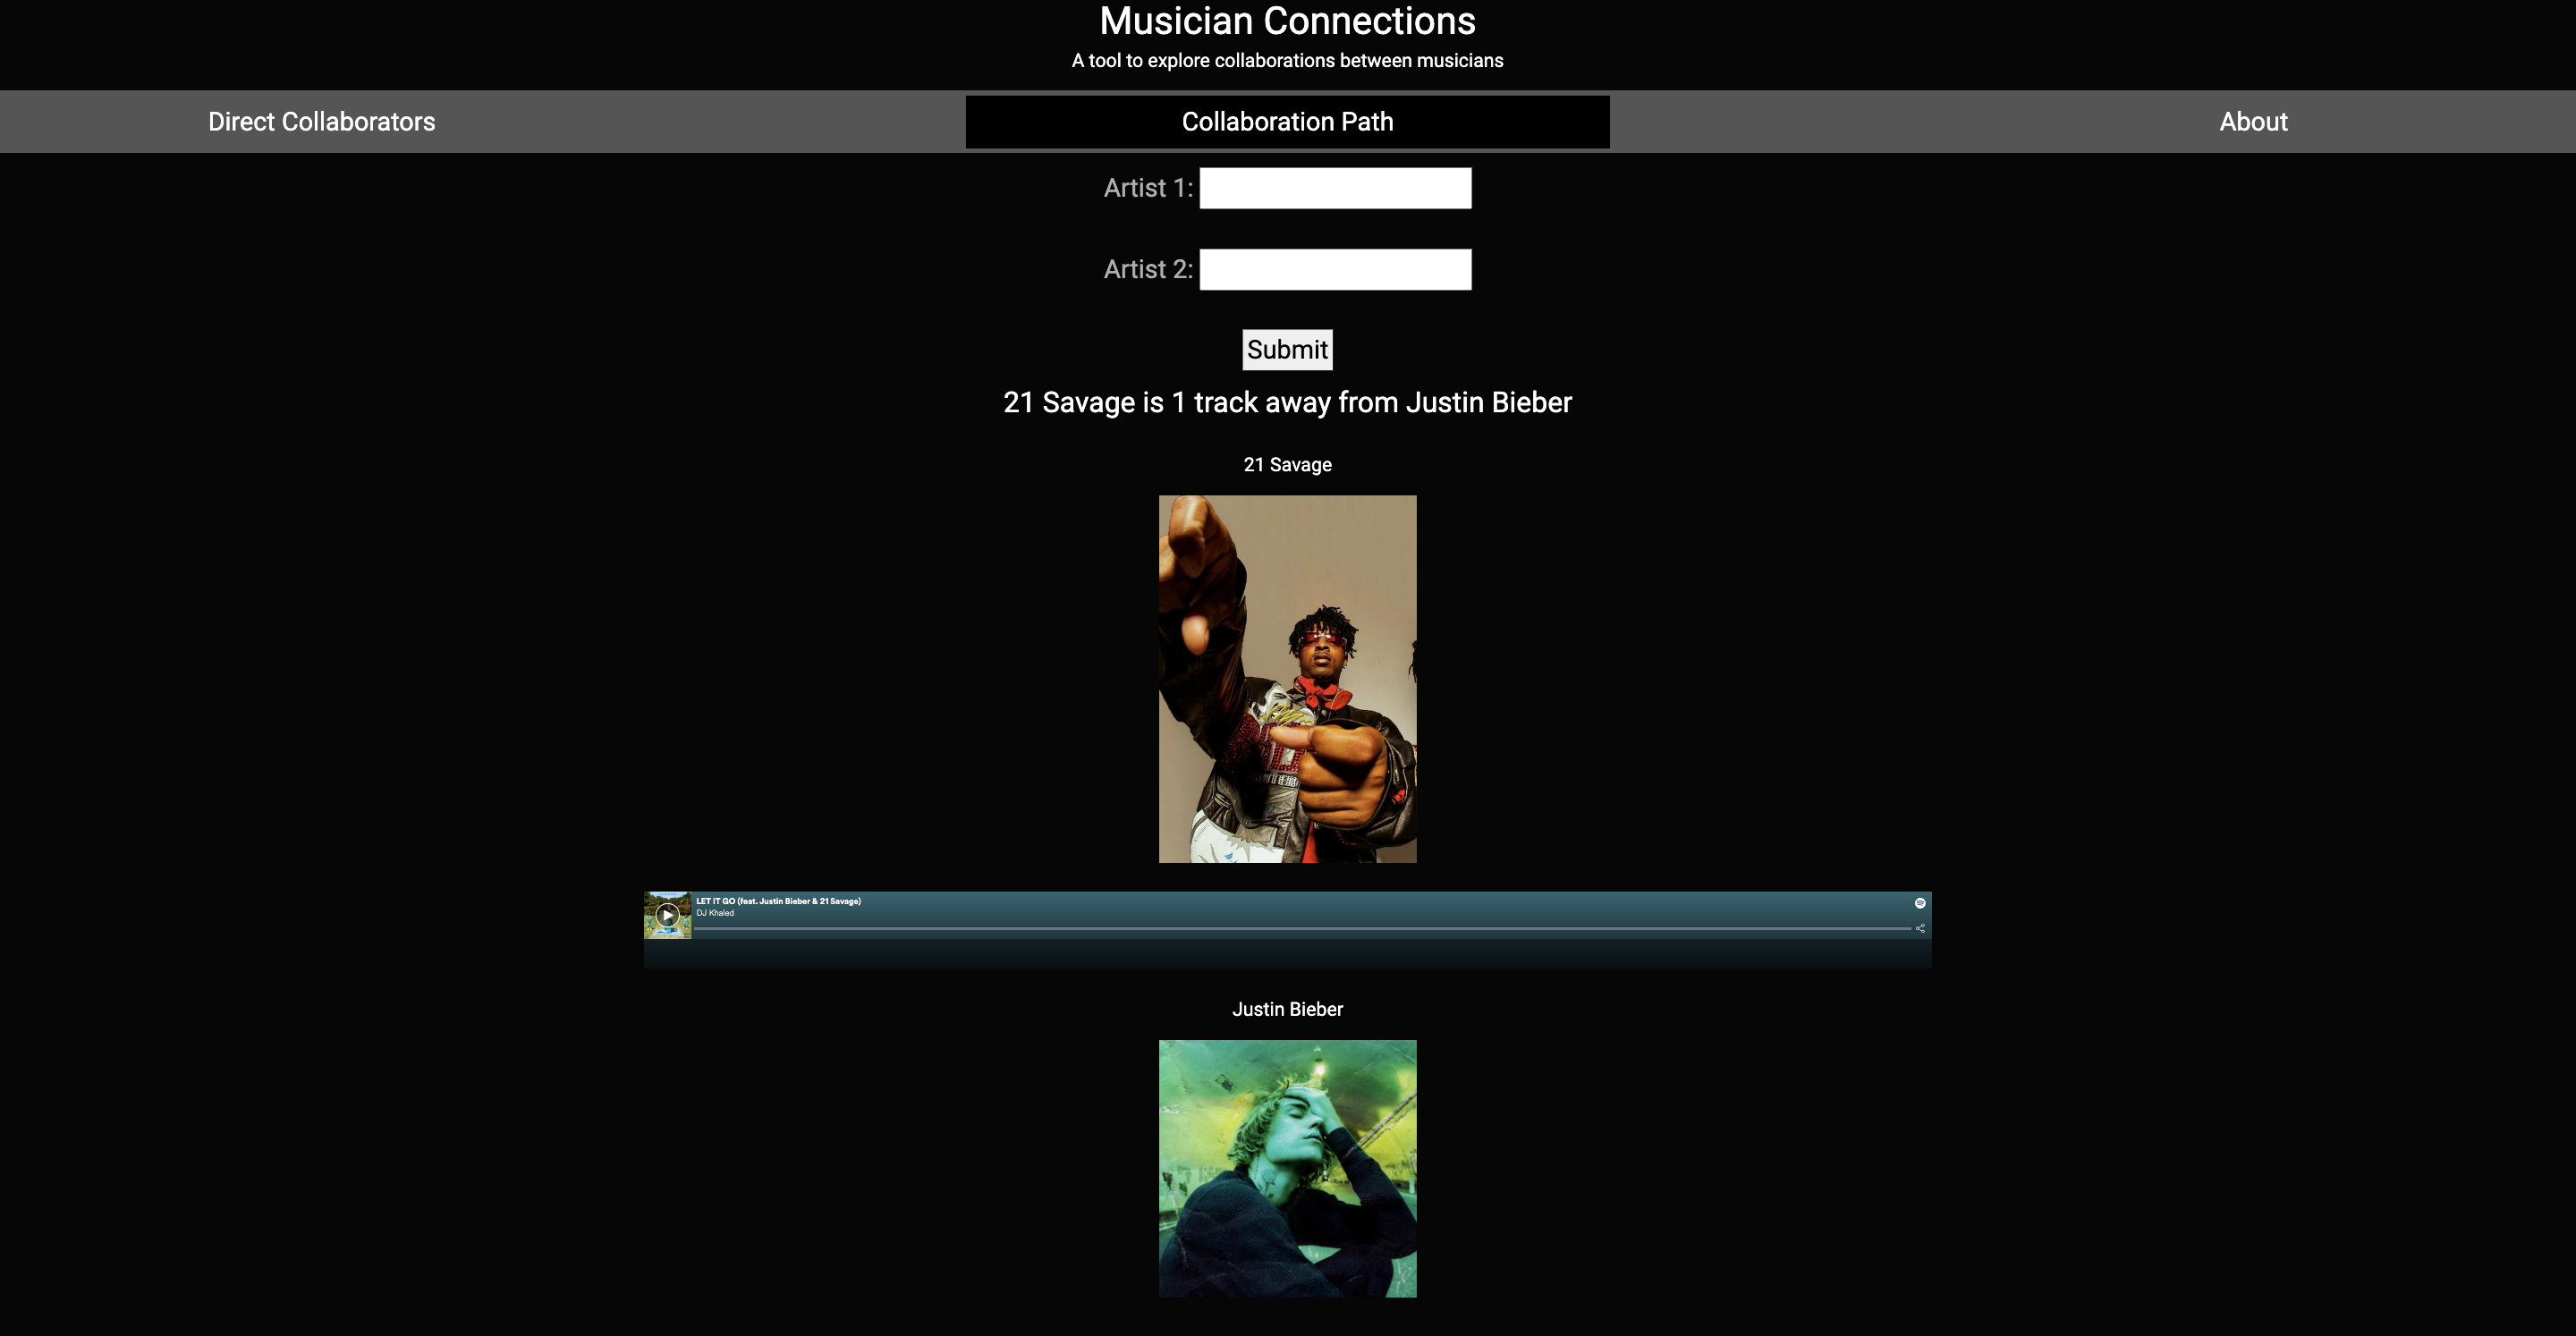 Musician Connections
A tool to explore collaborations between musicians
Direct Collaborators
Collaboration Path
About
Artist 1:
Artist 2:
Submit
21 Savage is 1 track away from Justin Bieber
21 Savage
LET IT GO (feat. Justin Bieber & 21 Savage)
DJ Khaled
Justin Bieber